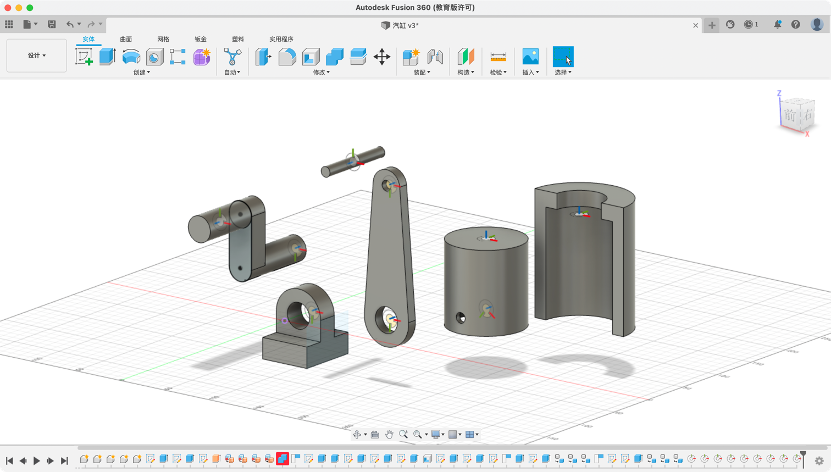 Autodesk Fusion 360 (教育版许可)
汽缸 v3*
1
设计
实体 曲面 网格 钣金 塑料 实用程序
创建 自动 修改 装配 构造 检验 插入 选择
Z
前 右
X